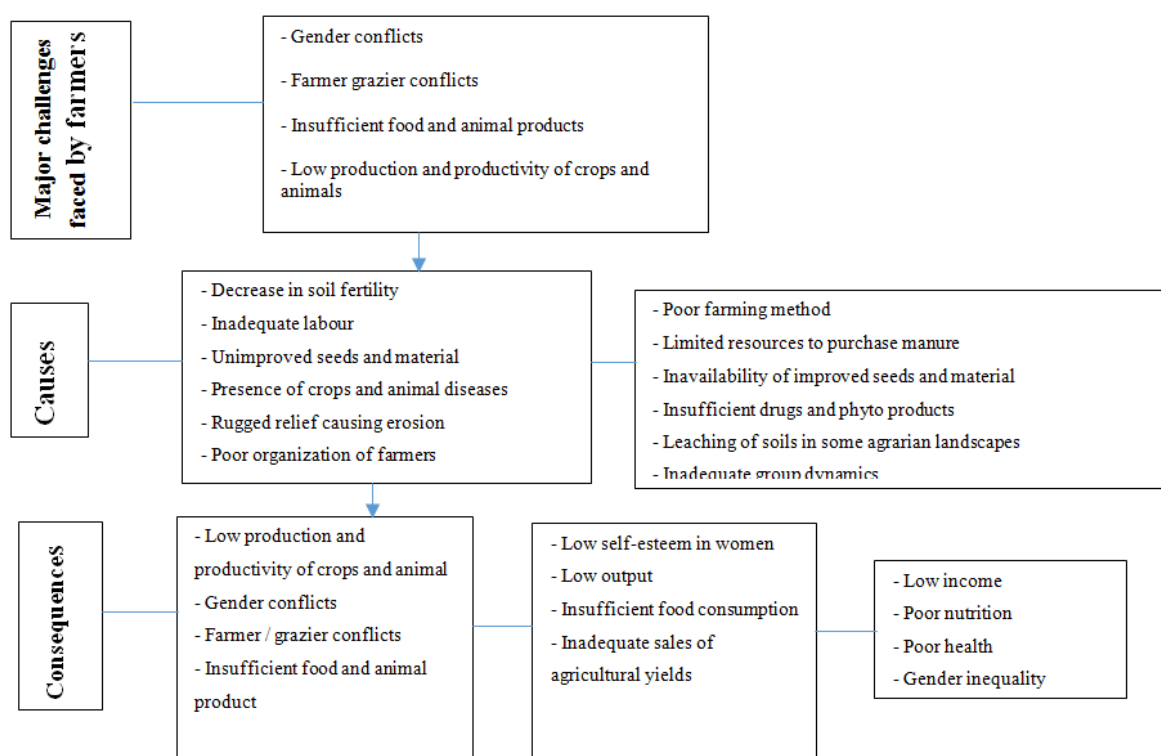 Major challenges
faced by farmers
- Gender conflicts
- Farmer grazier conflicts
- Insufficient food and animal products
- Low production and productivity of crops and
animals
Causes
- Decrease in soil fertility
- Inadequate labour
- Unimproved seeds and material
- Presence of crops and animal diseases
- Rugged relief causing erosion
- Poor organization of farmers
- Poor farming method
- Limited resources to purchase manure
- Inavailability of improved seeds and material
- Insufficient drugs and phyto products
- Leaching of soils in some agrarian landscapes
- Inadequate group dynamics
Consequences
- Low production and
productivity of crops and animal
- Gender conflicts
- Farmer / grazier conflicts
- Insufficient food and animal
product
- Low self-esteem in women
- Low output
- Insufficient food consumption
- Inadequate sales of
agricultural yields
- Low income
- Poor nutrition
- Poor health
- Gender inequality